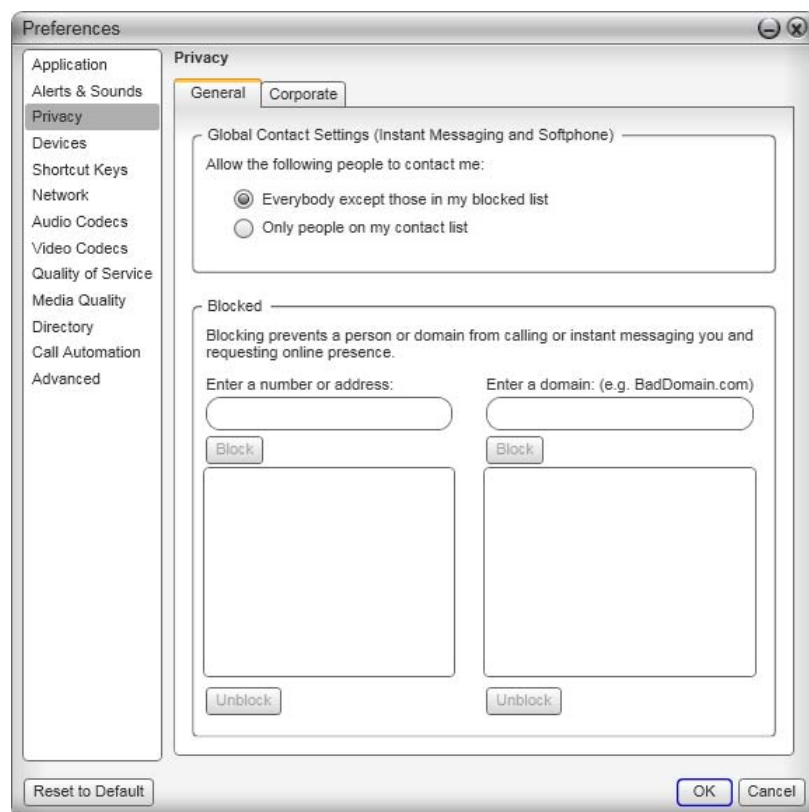 Preferences
Application
Alerts & Sounds
Privacy
Devices
Shortcut Keys
Network
Audio Codecs
Video Codecs
Quality of Service
Media Quality
Directory
Call Automation
Advanced
Privacy
General
Corporate
Global Contact Settings (Instant Messaging and Softphone)
Allow the following people to contact me:
Everybody except those in my blocked list
Only people on my contact list
Blocked
Blocking prevents a person or domain from calling or instant messaging you and
requesting online presence.
Enter a number or address:
Block
Unblock
Enter a domain: (e.g. BadDomain.com)
Block
Unblock
Reset to Default
OK
Cancel